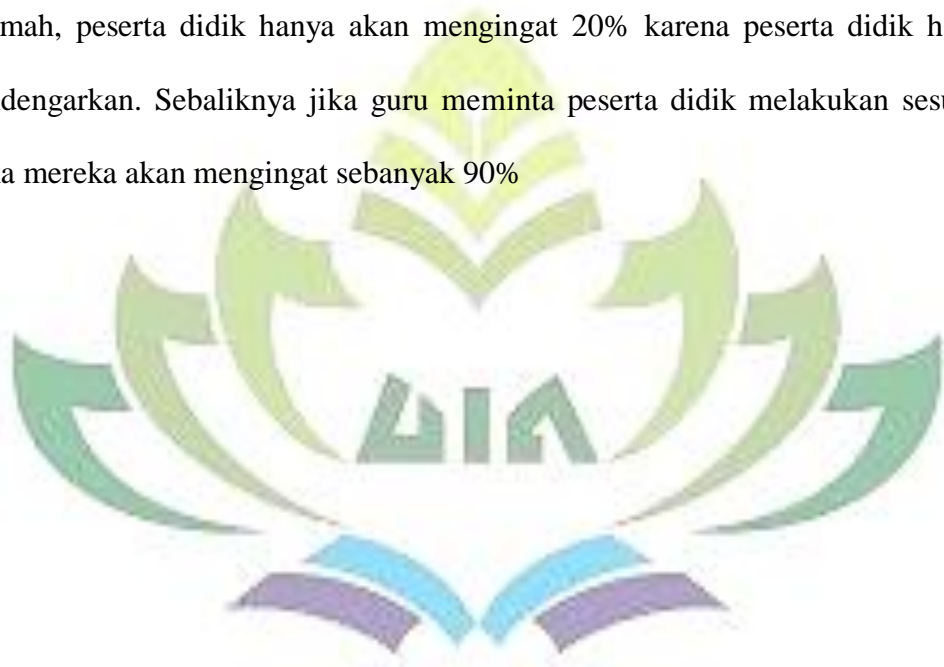 mah, peserta didik hanya akan mengingat 20% karena peserta didik h
dengarkan. Sebaliknya jika guru meminta peserta didik melakukan sesu
a mereka akan mengingat sebanyak 90%
UIN